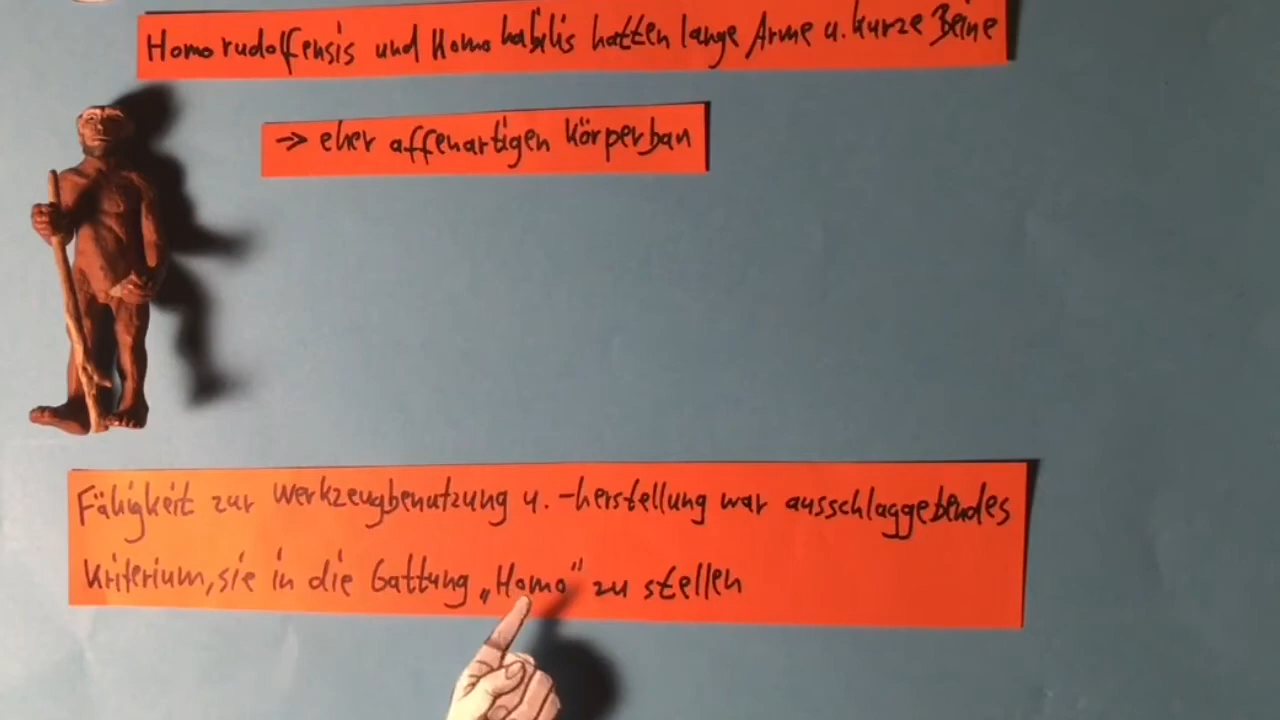 Homo rudolfensis und Homo habilis hatten lange Arme u. kurze Beine
→ eher affenartigen Körperbau
Fähigkeit zur Werkzeugbenutzung u. -herstellung war ausschlaggebendes
Kriterium, sie in die Gattung „Homo" zu stellen